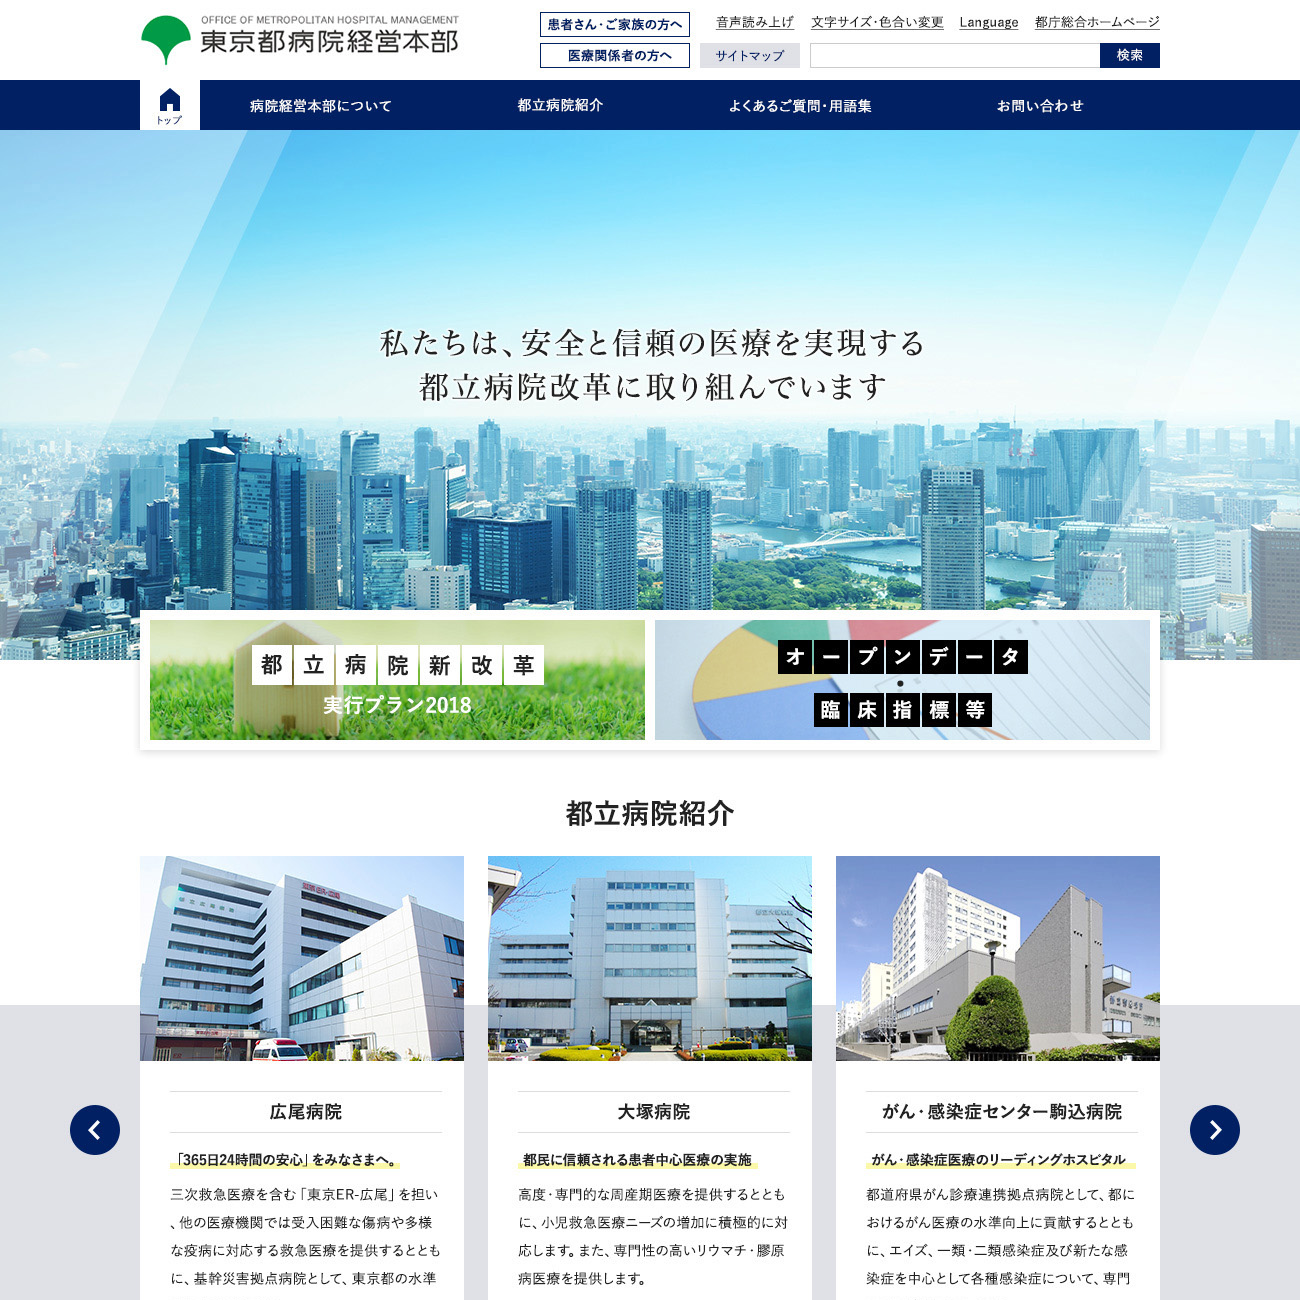 OFFICE OF METROPOLITAN HOSPITAL MANAGEMENT
東京都病院経営本部
患者さん・ご家族の方へ
音声読み上げ
文字サイズ・色合い変更
Language
都庁総合ホームページ
医療関係者の方へ
サイトマップ
検索
トップ
病院経営本部について
都立病院紹介
よくあるご質問・用語集
お問い合わせ
私たちは、安全と信頼の医療を実現する
都立病院改革に取り組んでいます
都立病院新改革
実行プラン2018
オープンデータ
・
臨床指標等
都立病院紹介
広尾病院
「365日24時間の安心」をみなさまへ。
三次救急医療を含む「東京ER-広尾」を担い
、他の医療機関では受入困難な傷病や多様
な疫病に対応する救急医療を提供するととも
に、基幹災害拠点病院として、東京都の水準
大塚病院
都民に信頼される患者中心医療の実施
高度・専門的な周産期医療を提供するととも
に、小児救急医療ニーズの増加に積極的に対
応します。また、専門性の高いリウマチ・膠原
病医療を提供します。
がん・感染症センター駒込病院
がん・感染症医療のリーディングホスピタル
都道府県がん診療連携拠点病院として、都に
おけるがん医療の水準向上に貢献するととも
に、エイズ、一類・二類感染症及び新たな感
染症を中心として各種感染症について、専門